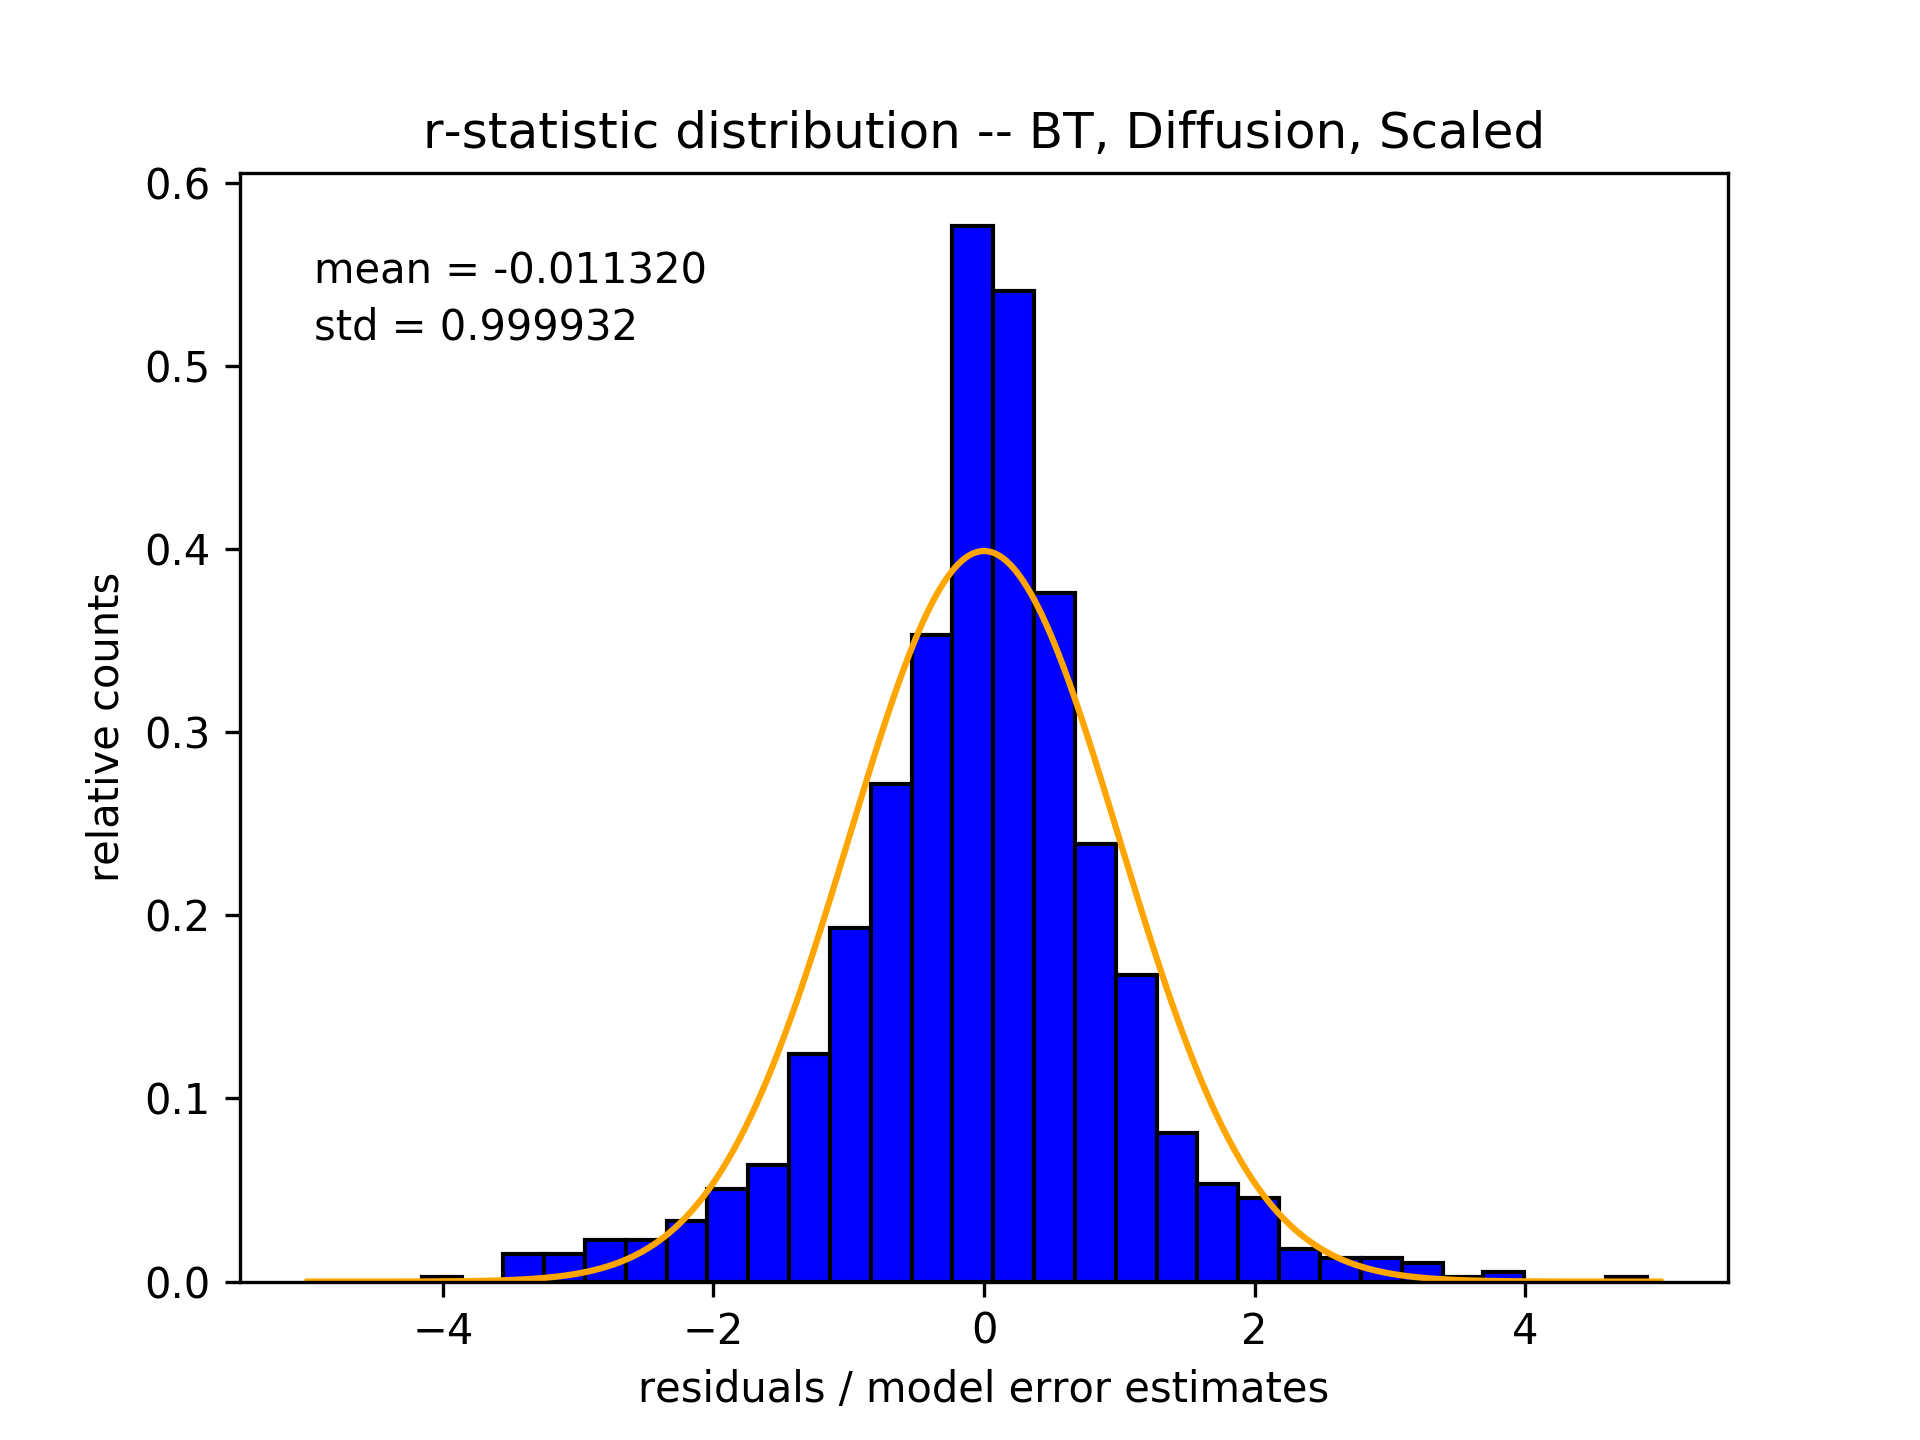 r-statistic distribution -- BT, Diffusion, Scaled
mean = -0.011320
std = 0.999932
relative counts
0.6
0.5
0.4
0.3
0.2
0.1
0.0
−4 −2 0 2 4
residuals / model error estimates